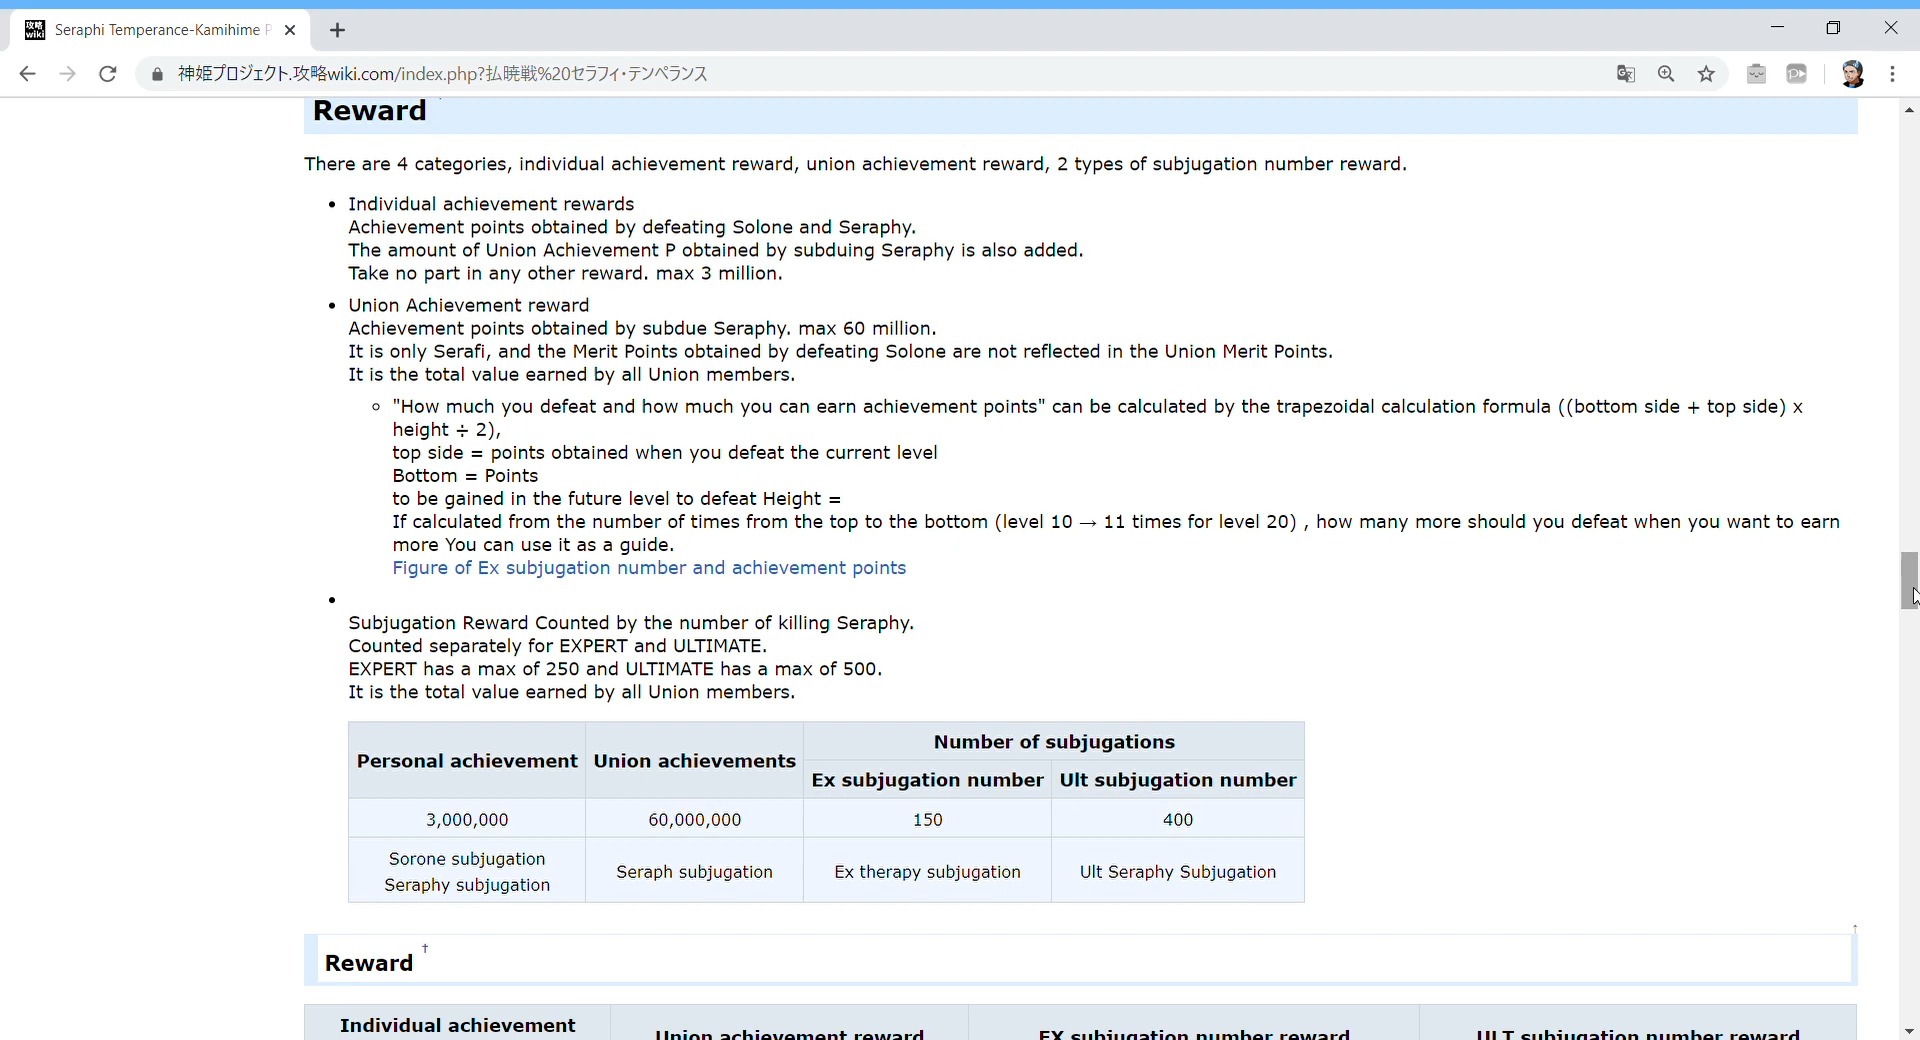 攻略
wiki
Seraphi Temperance-Kamihime P
神姫プロジェクト.攻略wiki.com/index.php?払暁戦%20セラフィ・テンペランス
Reward
There are 4 categories, individual achievement reward, union achievement reward, 2 types of subjugation number reward.
• Individual achievement rewards
Achievement points obtained by defeating Solone and Seraphy.
The amount of Union Achievement P obtained by subduing Seraphy is also added.
Take no part in any other reward. max 3 million.
• Union Achievement reward
Achievement points obtained by subdue Seraphy. max 60 million.
It is only Serafi, and the Merit Points obtained by defeating Solone are not reflected in the Union Merit Points.
It is the total value earned by all Union members.
"How much you defeat and how much you can earn achievement points" can be calculated by the trapezoidal calculation formula ((bottom side + top side) x
height ÷ 2),
top side = points obtained when you defeat the current level
Bottom = Points
to be gained in the future level to defeat Height =
If calculated from the number of times from the top to the bottom (level 10 → 11 times for level 20) , how many more should you defeat when you want to earn
more You can use it as a guide.
Figure of Ex subjugation number and achievement points
Subjugation Reward Counted by the number of killing Seraphy.
Counted separately for EXPERT and ULTIMATE.
EXPERT has a max of 250 and ULTIMATE has a max of 500.
It is the total value earned by all Union members.
Number of subjugations
Personal achievement Union achievements
Ex subjugation number Ult subjugation number
3,000,000 60,000,000 150 400
Sorone subjugation
Seraphy subjugation
Seraph subjugation Ex therapy subjugation Ult Seraphy Subjugation
Reward †
Individual achievement
Union achievement reward EX subjugation number reward ULT subjugation number reward